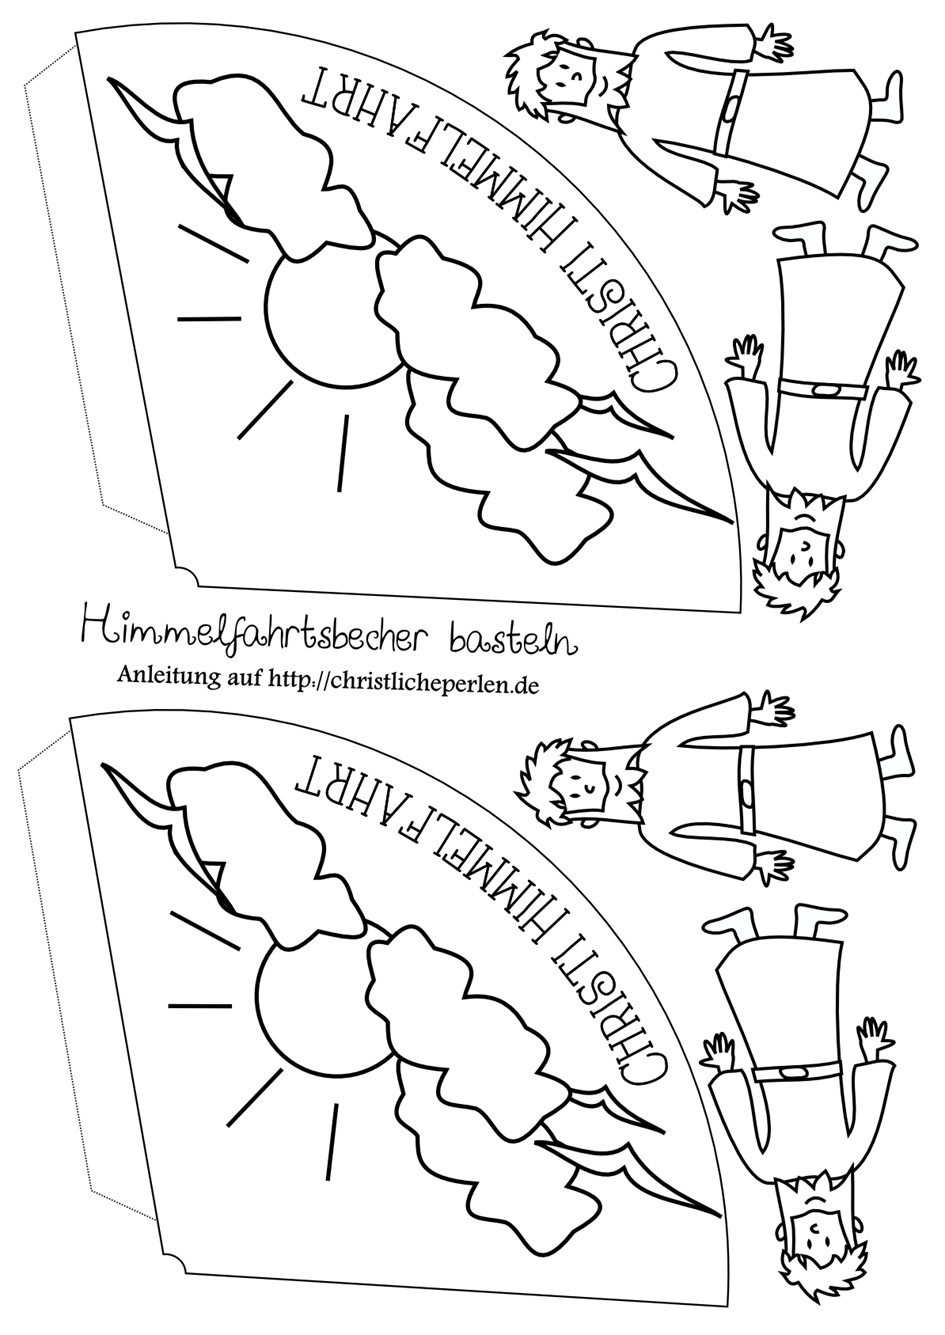 CHRISTI HIMMELFAHRT
Himmelfahrtsbecher basteln
Anleitung auf http://christlicheperlen.de
CHRISTI HIMMELFAHRT